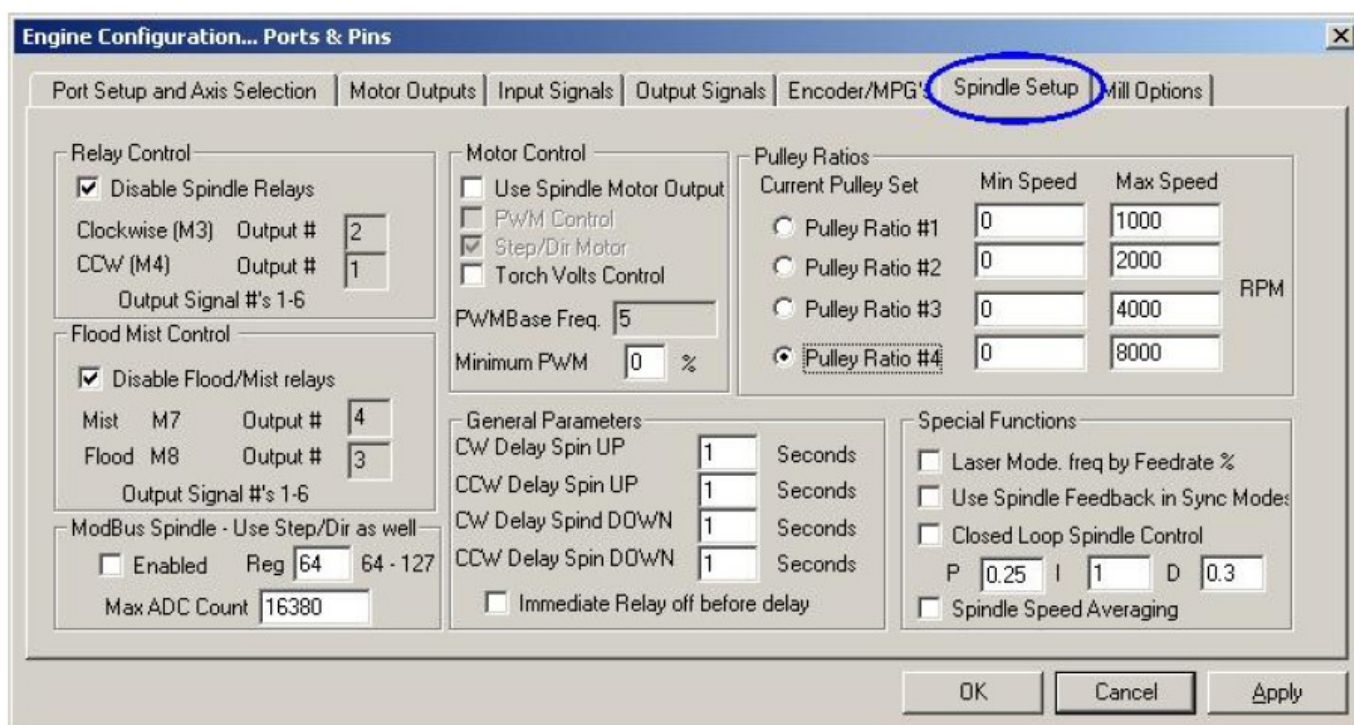 Engine Configuration... Ports & Pins
Port Setup and Axis Selection Motor Outputs Input Signals Output Signals Encoder/MPG's Spindle Setup Mill Options
Relay Control
Disable Spindle Relays
Clockwise (M3) Output # 2
CCW (M4) Output # 1
Output Signal #'s 1-6
Flood Mist Control
Disable Flood/Mist relays
Mist M7 Output # 4
Flood M8 Output # 3
Output Signal #'s 1-6
ModBus Spindle - Use Step/Dir as well
Enabled Reg 64 64 - 127
Max ADC Count 16380
Motor Control
Use Spindle Motor Output
PWM Control
Step/Dir Motor
Torch Volts Control
PWMBase Freq. 5
Minimum PWM 0 %
General Parameters
CW Delay Spin UP 1 Seconds
CCW Delay Spin UP 1 Seconds
CW Delay Spind DOWN 1 Seconds
CCW Delay Spin DOWN 1 Seconds
Immediate Relay off before delay
Pulley Ratios
Current Pulley Set Min Speed Max Speed
Pulley Ratio #1 0 1000
Pulley Ratio #2 0 2000
RPM
Pulley Ratio #3 0 4000
Pulley Ratio #4 0 8000
Special Functions
Laser Mode. freq by Feedrate %
Use Spindle Feedback in Sync Modes
Closed Loop Spindle Control
P 0.25 I 1 D 0.3
Spindle Speed Averaging
OK Cancel Apply